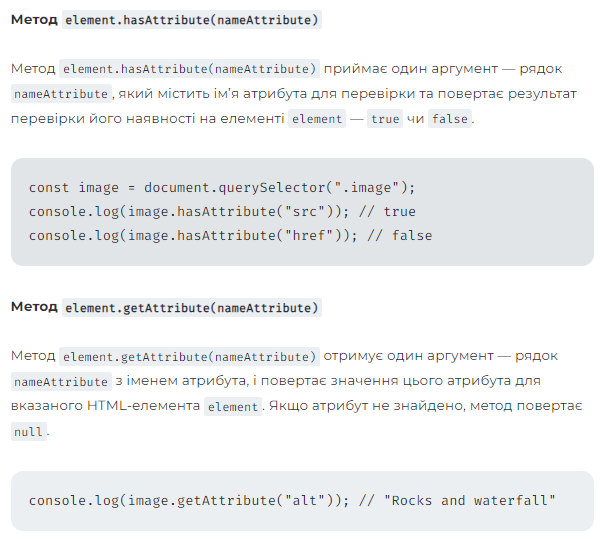 Метод element.hasAttribute(nameAttribute)
Метод element.hasAttribute(nameAttribute) приймає один аргумент — рядок
nameAttribute, який містить ім’я атрибута для перевірки та повертає результат
перевірки його наявності на елементі element — true чи false.
const image = document.querySelector(".image");
console.log(image.hasAttribute("src")); // true
console.log(image.hasAttribute("href")); // false
Метод element.getAttribute(nameAttribute)
Метод element.getAttribute(nameAttribute) отримує один аргумент — рядок
nameAttribute з іменем атрибута, і повертає значення цього атрибута для
вказаного HTML-елемента element. Якщо атрибут не знайдено, метод повертає
null.
console.log(image.getAttribute("alt")); // "Rocks and waterfall"